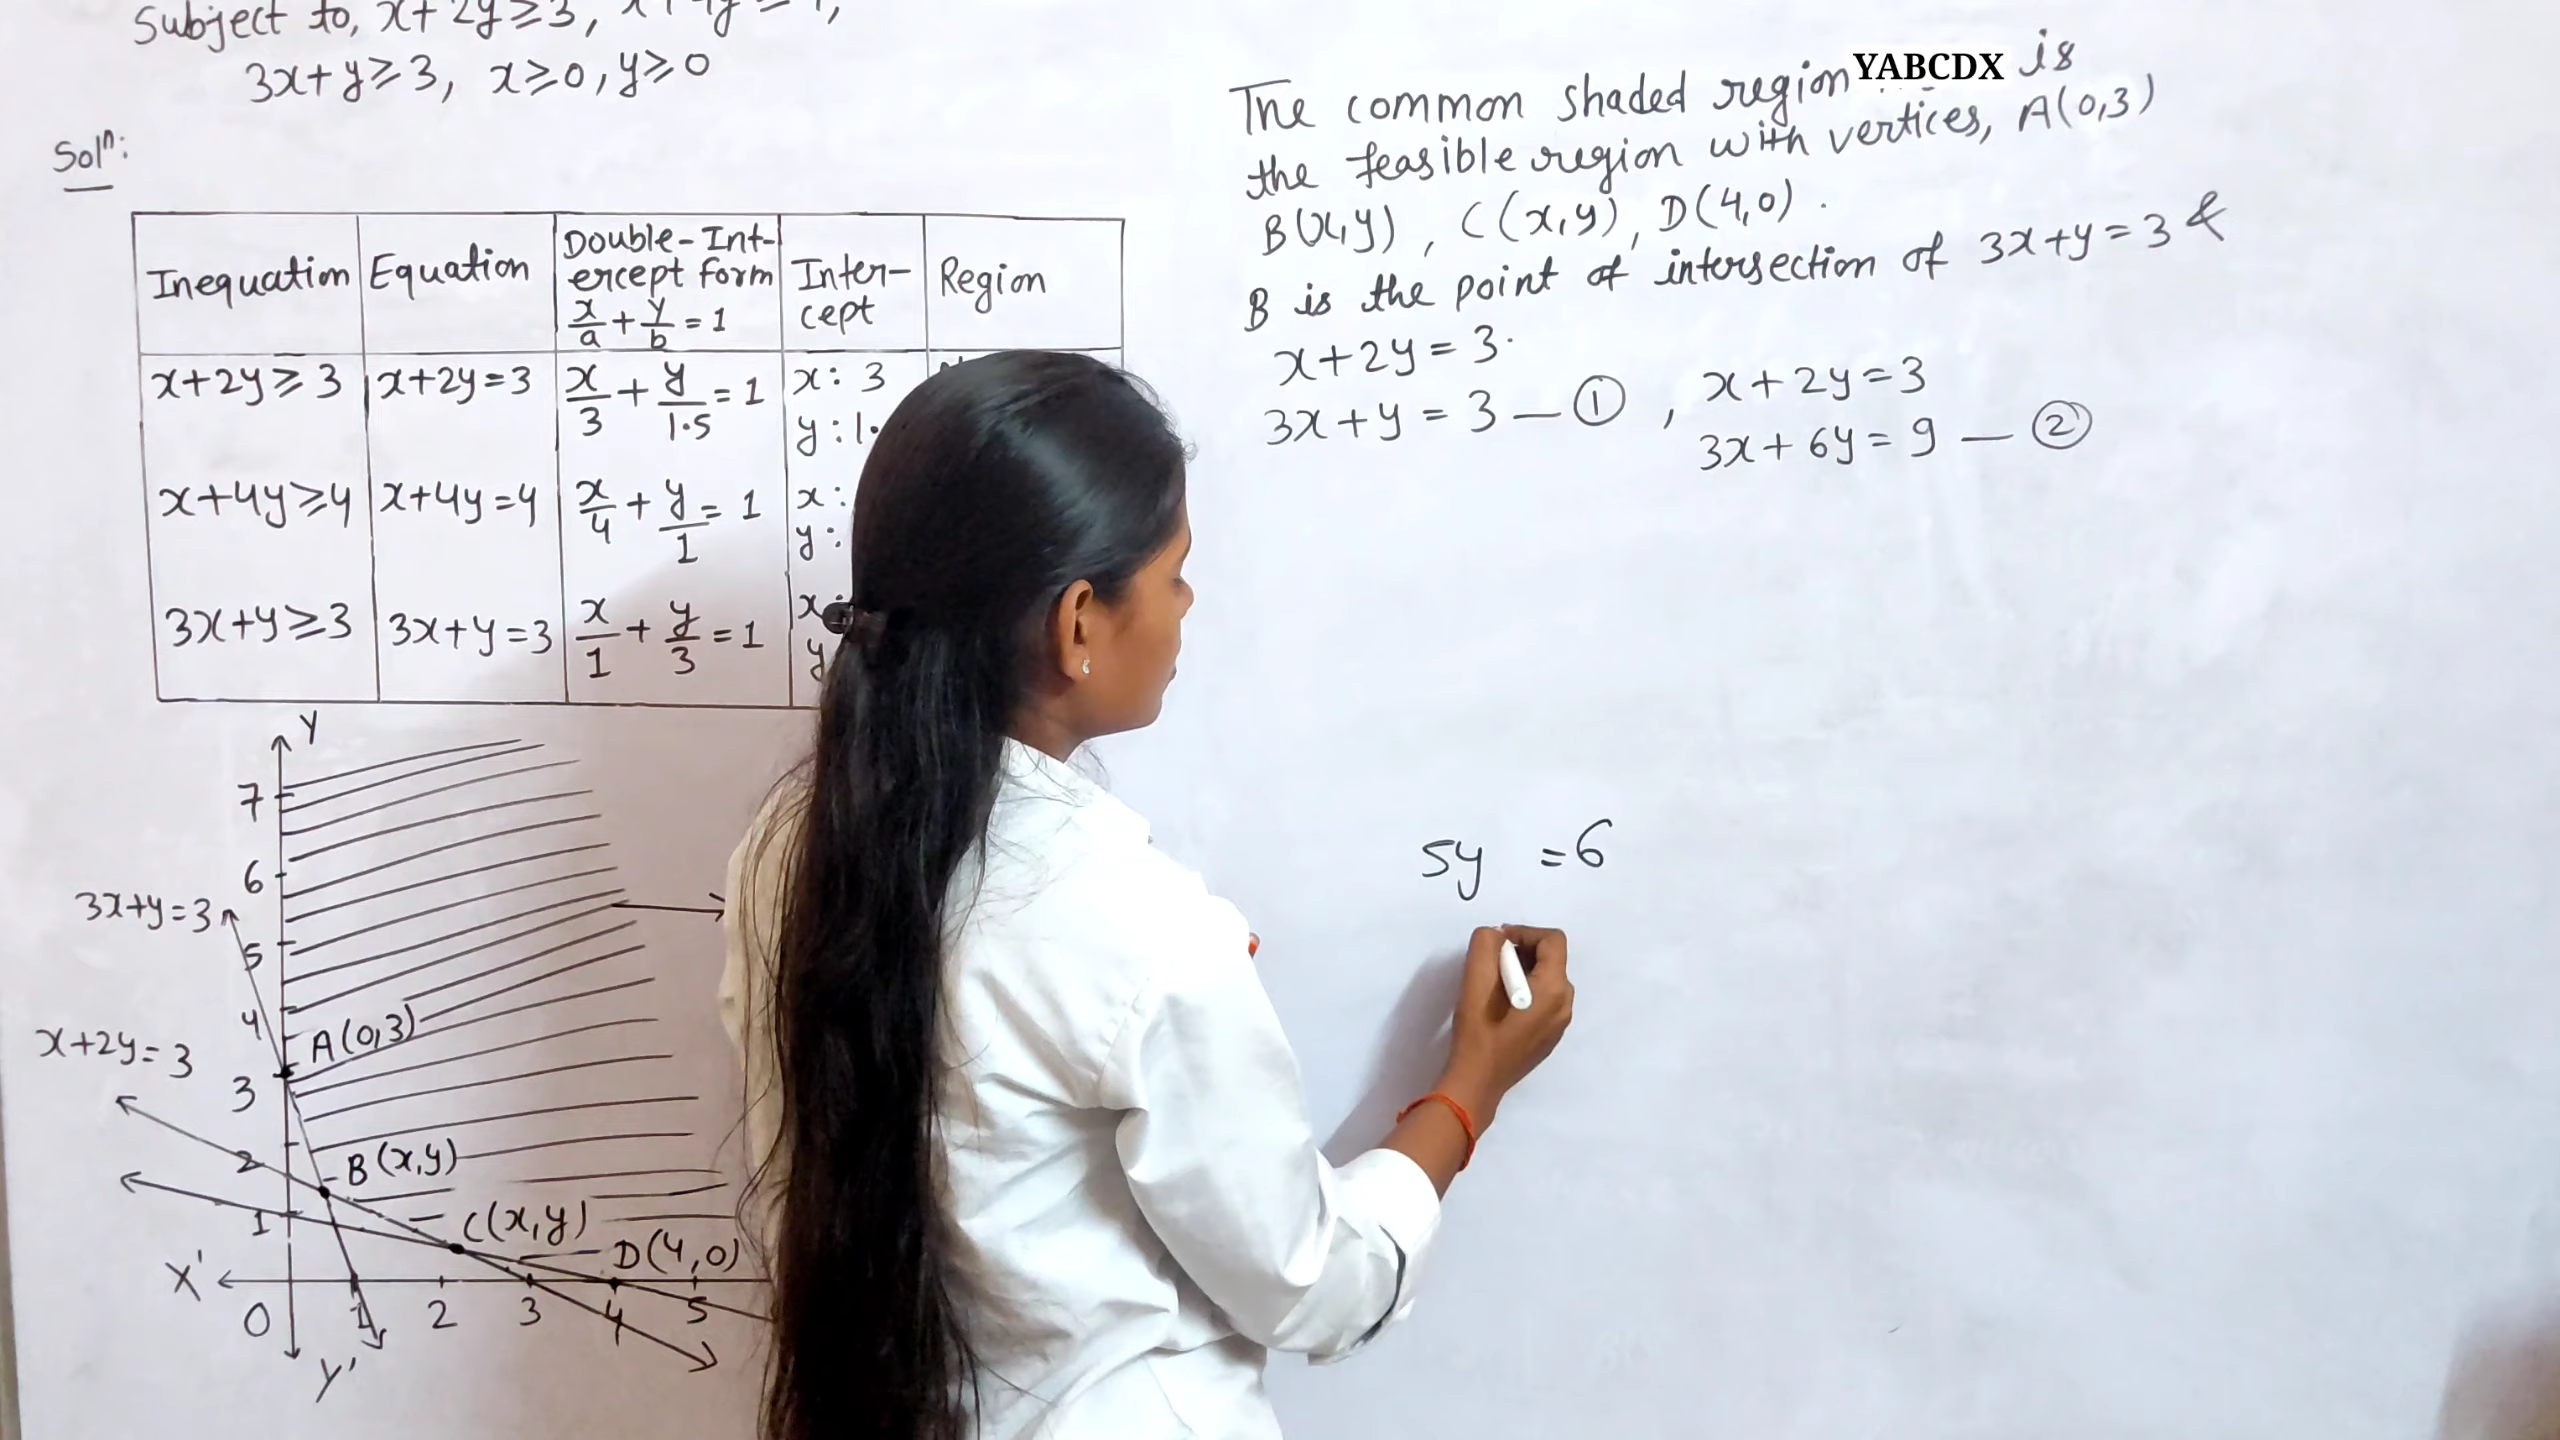 Subject to, x+2y≥3,
3x+y≥3, x≥0, y≥0
Solⁿ:
Inequation | Equation | Double-Intercept form x/a + y/b = 1 | Intercept | Region
x+2y≥3 | x+2y=3 | x/3 + y/1.5 = 1 | x: 3
y: 1.
x+4y≥4 | x+4y=4 | x/4 + y/1 = 1 | x:
y:
3x+y≥3 | 3x+y=3 | x/1 + y/3 = 1 | x:
y
Y
7
6
3x+y=3
5
4
A(0,3)
x+2y=3
3
2
B(x,y)
1
C(x,y)
D(4,0)
X'
0 1 2 3 4 5
Y'
The common shaded region YABCDX is
the feasible region with vertices, A(0,3)
B(x,y), C(x,y), D(4,0).
B is the point of intersection of 3x+y=3 &
x+2y=3.
3x+y=3 — ① , x+2y=3
3x+6y=9 — ②
5y =6